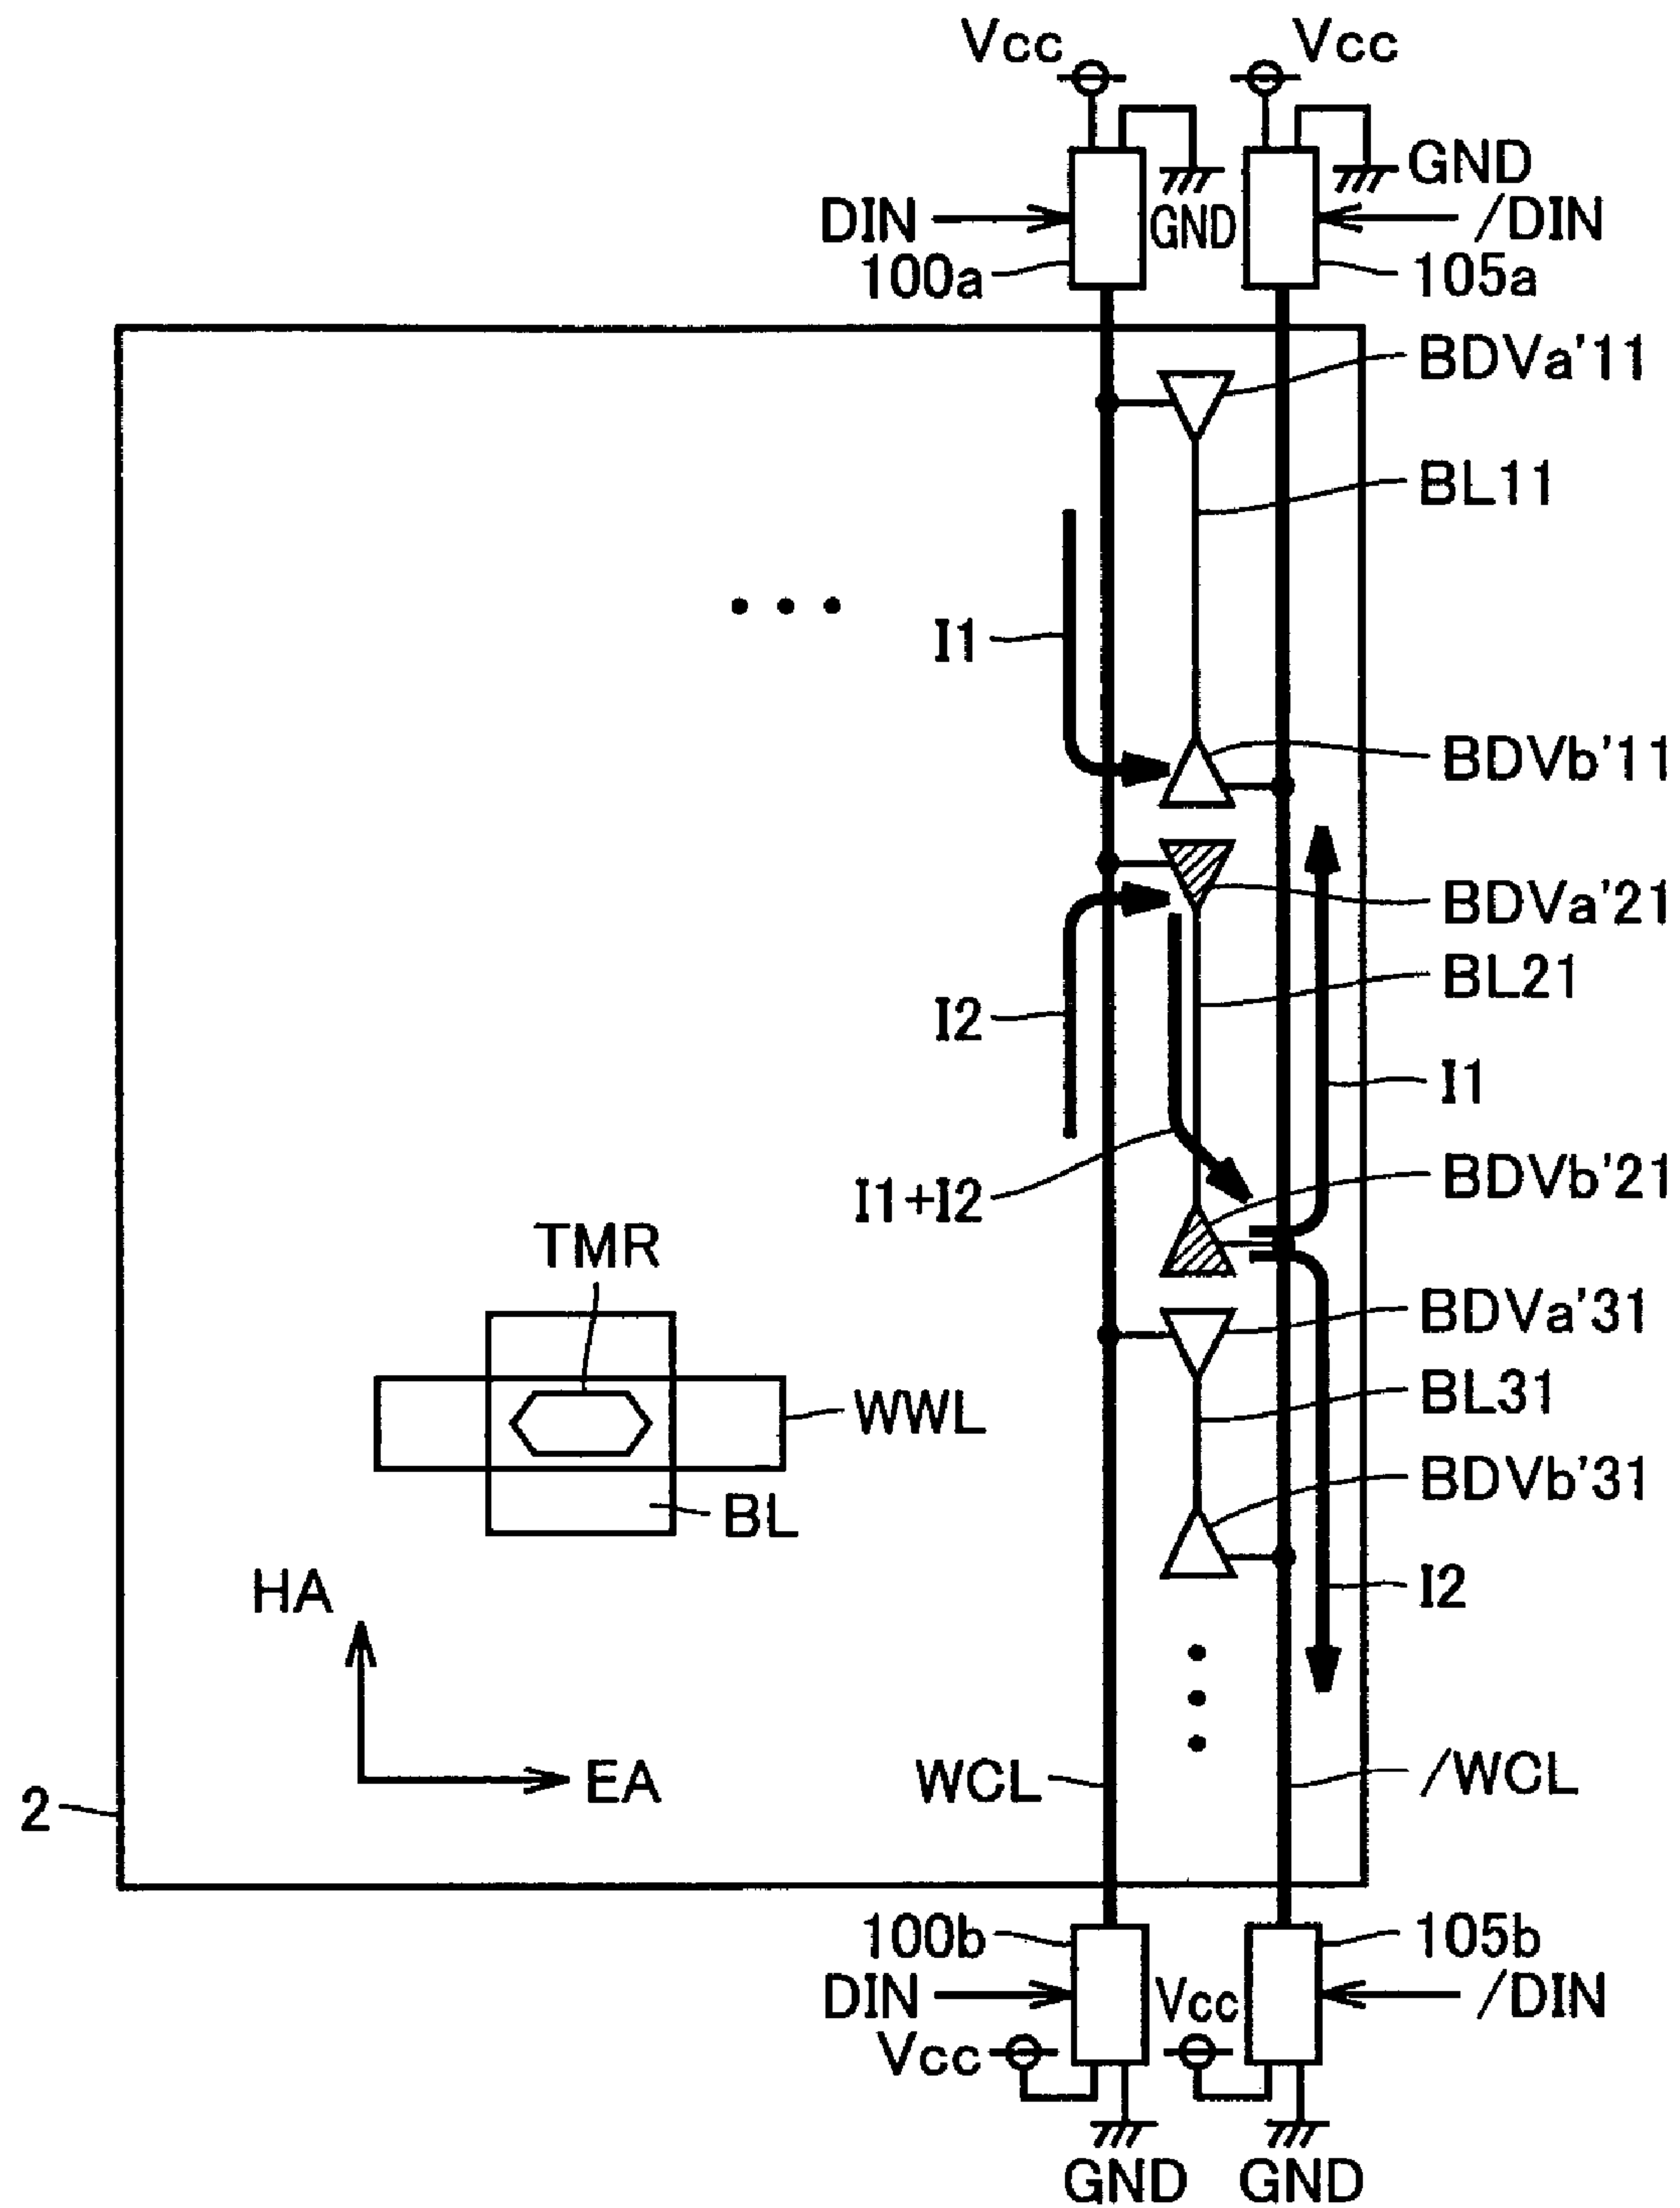 Vcc Vcc
GND
DIN GND /DIN
100a 105a
BDVa'11
BL11
I1
BDVb'11
BDVa'21
BL21
I2
I1
BDVb'21
I1+I2
TMR
BDVa'31
BL31
WWL
BDVb'31
BL
HA
I2
WCL /WCL
EA
2
100b 105b
DIN Vcc /DIN
Vcc
GND GND